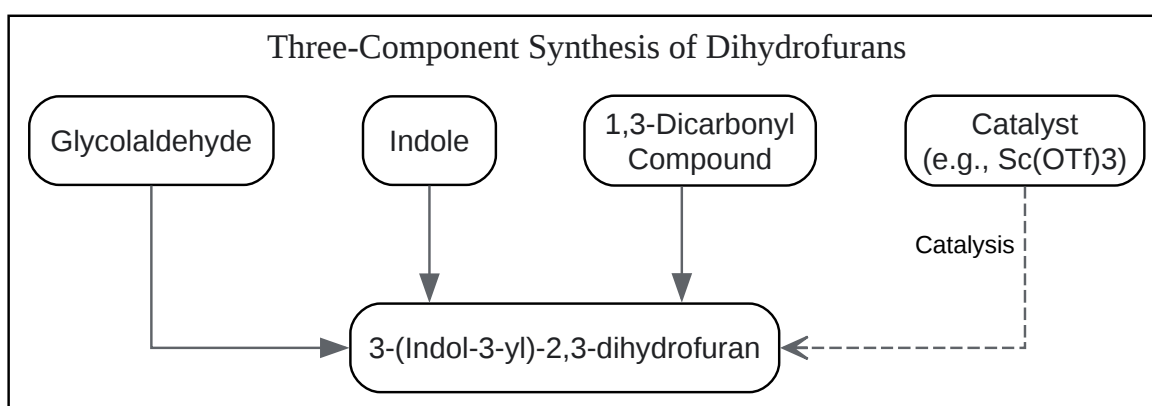 Three-Component Synthesis of Dihydrofurans
Glycolaldehyde
Indole
1,3-Dicarbonyl
Compound
Catalyst
(e.g., Sc(OTf)3)
Catalysis
3-(Indol-3-yl)-2,3-dihydrofuran